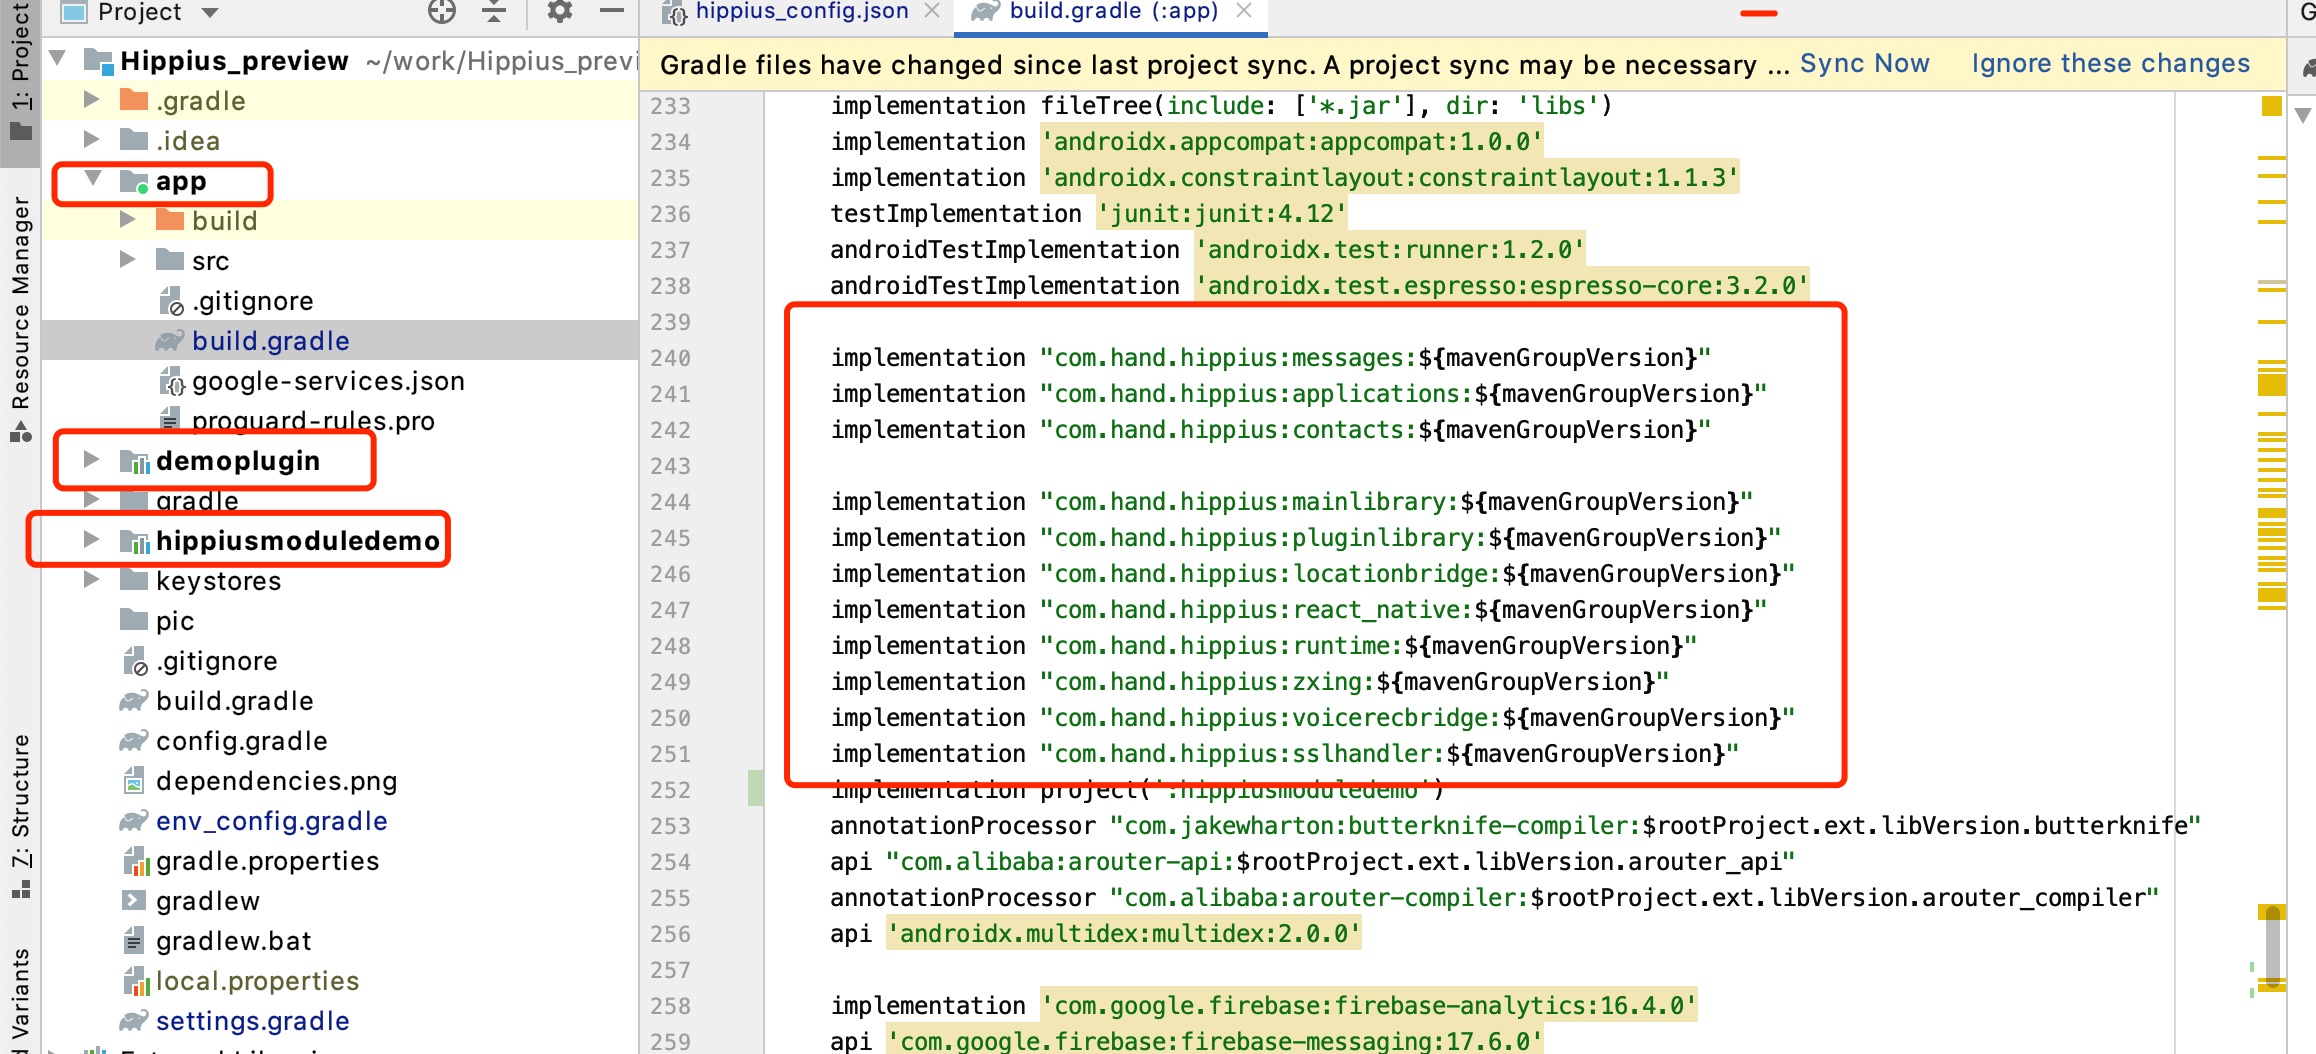 Project
hippius_config.json
build.gradle (:app)
G
1: Project
Resource Manager
7: Structure
Variants
Hippius_preview ~/work/Hippius_previ
.gradle
.idea
app
build
src
.gitignore
build.gradle
google-services.json
proguard-rules.pro
demoplugin
gradle
hippiusmoduledemo
keystores
pic
.gitignore
build.gradle
config.gradle
dependencies.png
env_config.gradle
gradle.properties
gradlew
gradlew.bat
local.properties
settings.gradle
Gradle files have changed since last project sync. A project sync may be necessary ... Sync Now Ignore these changes
233 implementation fileTree(include: ['*.jar'], dir: 'libs')
234 implementation 'androidx.appcompat:appcompat:1.0.0'
235 implementation 'androidx.constraintlayout:constraintlayout:1.1.3'
236 testImplementation 'junit:junit:4.12'
237 androidTestImplementation 'androidx.test:runner:1.2.0'
238 androidTestImplementation 'androidx.test.espresso:espresso-core:3.2.0'
239
240 implementation "com.hand.hippius:messages:${mavenGroupVersion}"
241 implementation "com.hand.hippius:applications:${mavenGroupVersion}"
242 implementation "com.hand.hippius:contacts:${mavenGroupVersion}"
243
244 implementation "com.hand.hippius:mainlibrary:${mavenGroupVersion}"
245 implementation "com.hand.hippius:pluginlibrary:${mavenGroupVersion}"
246 implementation "com.hand.hippius:locationbridge:${mavenGroupVersion}"
247 implementation "com.hand.hippius:react_native:${mavenGroupVersion}"
248 implementation "com.hand.hippius:runtime:${mavenGroupVersion}"
249 implementation "com.hand.hippius:zxing:${mavenGroupVersion}"
250 implementation "com.hand.hippius:voicerecbridge:${mavenGroupVersion}"
251 implementation "com.hand.hippius:sslhandler:${mavenGroupVersion}"
252 implementation project(':hippiusmoduledemo')
253 annotationProcessor "com.jakewharton:butterknife-compiler:$rootProject.ext.libVersion.butterknife"
254 api "com.alibaba:arouter-api:$rootProject.ext.libVersion.arouter_api"
255 annotationProcessor "com.alibaba:arouter-compiler:$rootProject.ext.libVersion.arouter_compiler"
256 api 'androidx.multidex:multidex:2.0.0'
257
258 implementation 'com.google.firebase:firebase-analytics:16.4.0'
259 api 'com.google.firebase:firebase-messaging:17.6.0'